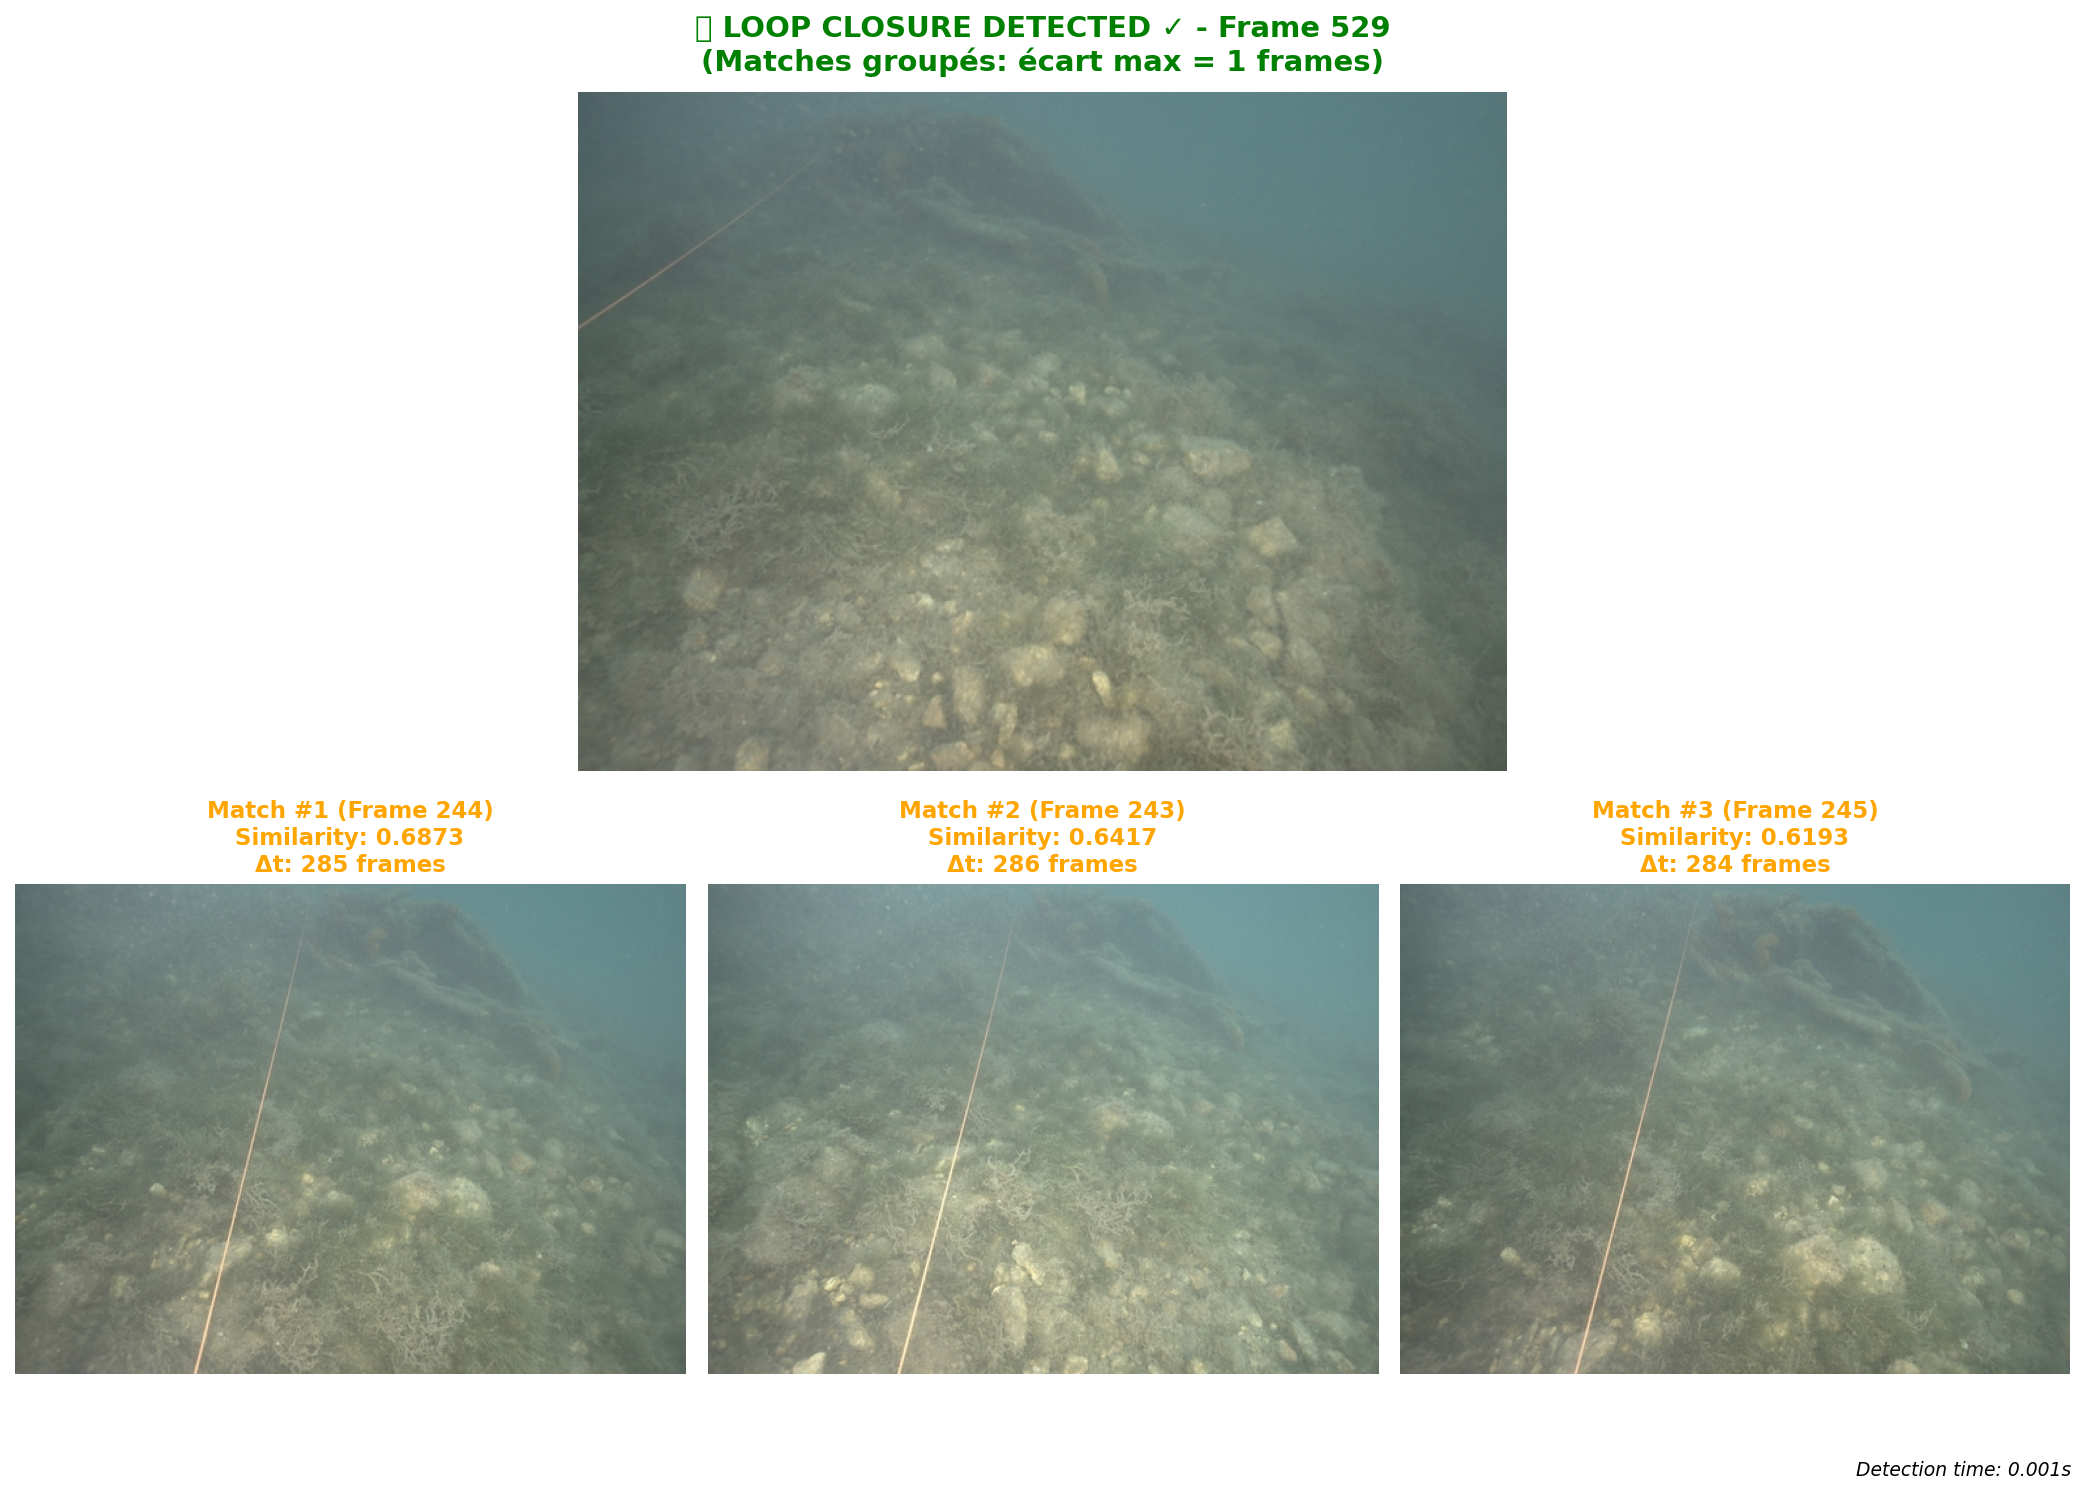 LOOP CLOSURE DETECTED ✓ - Frame 529
(Matches groupés: écart max = 1 frames)
Match #1 (Frame 244)
Similarity: 0.6873
Δt: 285 frames
Match #2 (Frame 243)
Similarity: 0.6417
Δt: 286 frames
Match #3 (Frame 245)
Similarity: 0.6193
Δt: 284 frames
Detection time: 0.001s